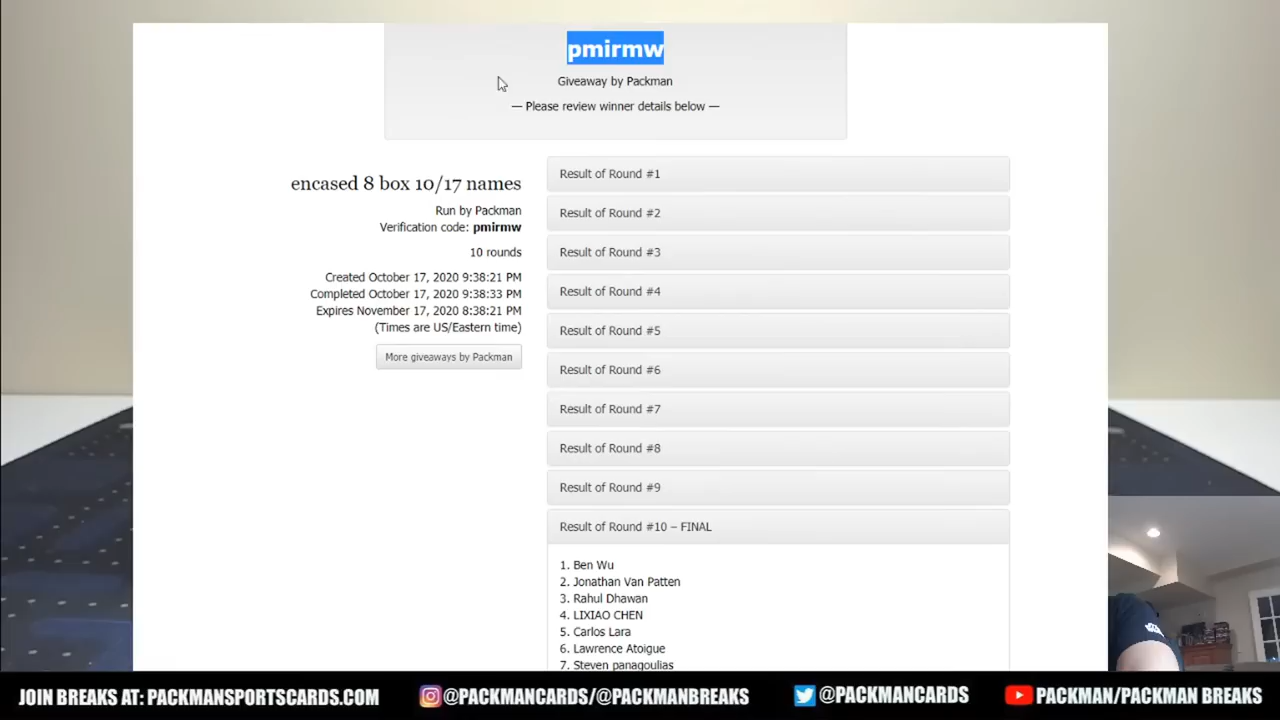 pmirmw
Giveaway by Packman
— Please review winner details below —
encased 8 box 10/17 names
Run by Packman
Verification code: pmirmw
10 rounds
Created October 17, 2020 9:38:21 PM
Completed October 17, 2020 9:38:33 PM
Expires November 17, 2020 8:38:21 PM
(Times are US/Eastern time)
More giveaways by Packman
Result of Round #1
Result of Round #2
Result of Round #3
Result of Round #4
Result of Round #5
Result of Round #6
Result of Round #7
Result of Round #8
Result of Round #9
Result of Round #10 – FINAL
1. Ben Wu
2. Jonathan Van Patten
3. Rahul Dhawan
4. LIXIAO CHEN
5. Carlos Lara
6. Lawrence Atoigue
7. Steven panagoulias
JOIN BREAKS AT: PACKMANSPORTSCARDS.COM
@PACKMANCARDS/@PACKMANBREAKS
@PACKMANCARDS
PACKMAN/PACKMAN BREAKS